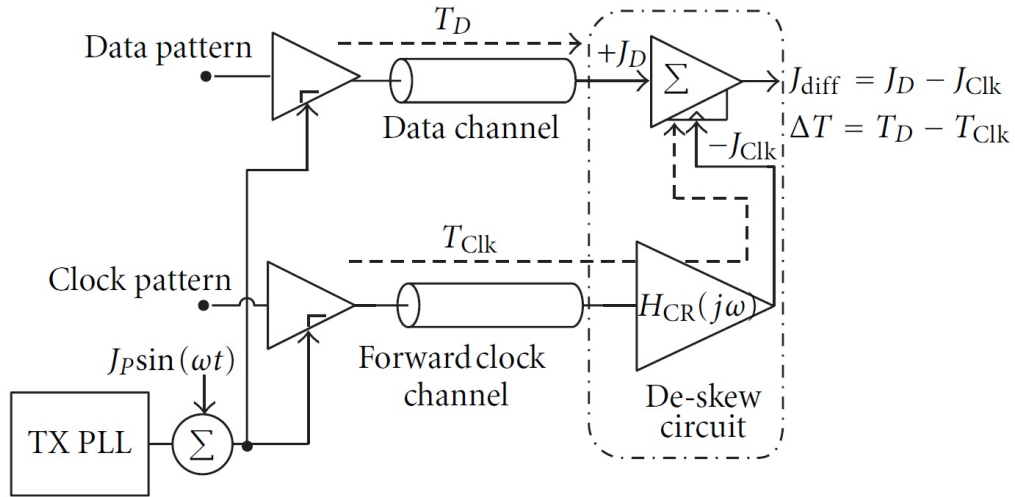 T_D
Data pattern
+J_D
Σ
J_diff = J_D − J_Clk
Data channel
ΔT = T_D − T_Clk
−J_Clk
T_Clk
Clock pattern
H_CR(jω)
J_P sin(ωt)
Forward clock
channel
De-skew
circuit
TX PLL
Σ